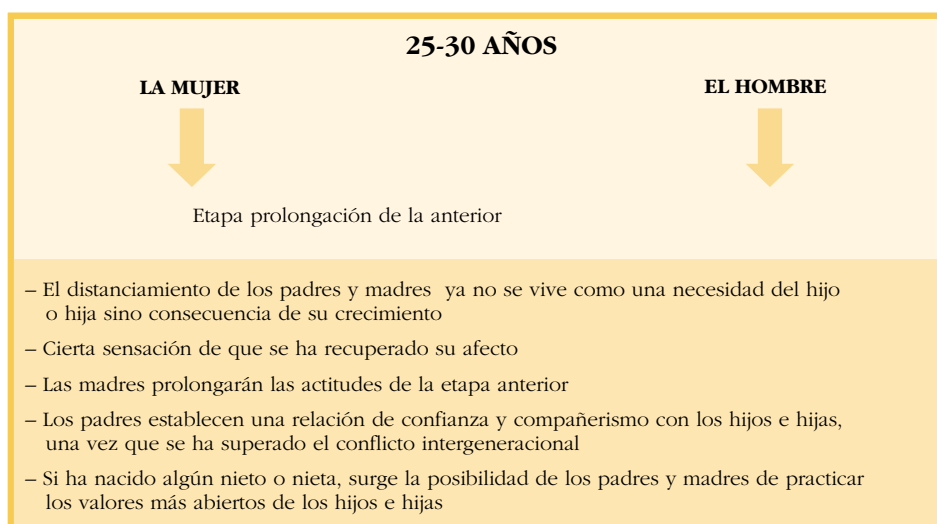 25-30 AÑOS
LA MUJER
EL HOMBRE
Etapa prolongación de la anterior
– El distanciamiento de los padres y madres ya no se vive como una necesidad del hijo
o hija sino consecuencia de su crecimiento
– Cierta sensación de que se ha recuperado su afecto
– Las madres prolongarán las actitudes de la etapa anterior
– Los padres establecen una relación de confianza y compañerismo con los hijos e hijas,
una vez que se ha superado el conflicto intergeneracional
– Si ha nacido algún nieto o nieta, surge la posibilidad de los padres y madres de practicar
los valores más abiertos de los hijos e hijas